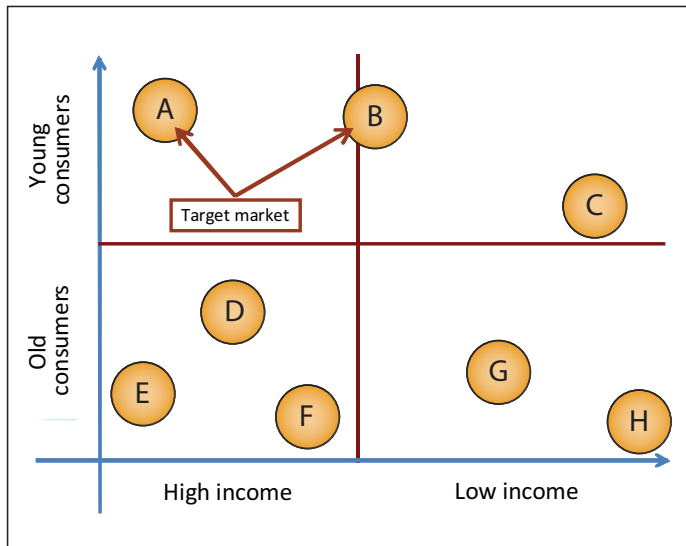 Young
consumers
A
B
C
Target market
Old
consumers
D
E
F
G
H
High income
Low income